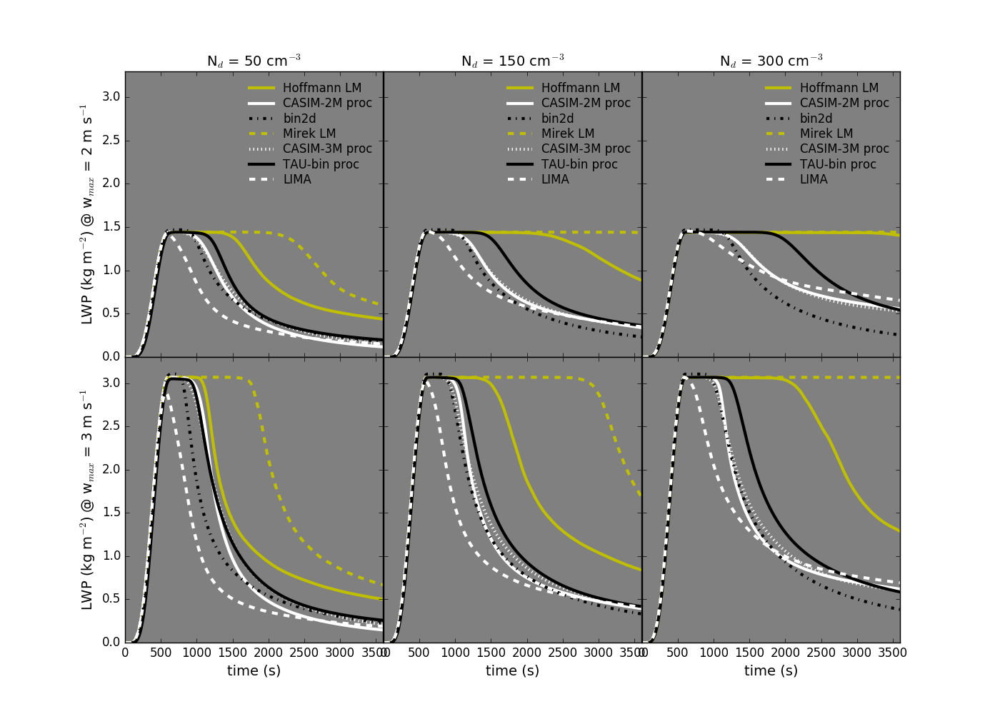 N_d = 50 cm^−3 N_d = 150 cm^−3 N_d = 300 cm^−3
LWP (kg m^−2) @ w_max = 2 m s^−1
3.0
2.5
2.0
1.5
1.0
0.5
0.0
Hoffmann LM
CASIM-2M proc
bin2d
Mirek LM
CASIM-3M proc
TAU-bin proc
LIMA
Hoffmann LM
CASIM-2M proc
bin2d
Mirek LM
CASIM-3M proc
TAU-bin proc
LIMA
Hoffmann LM
CASIM-2M proc
bin2d
Mirek LM
CASIM-3M proc
TAU-bin proc
LIMA
LWP (kg m^−2) @ w_max = 3 m s^−1
3.0
2.5
2.0
1.5
1.0
0.5
0.0
0 500 1000 1500 2000 2500 3000 3500 0 500 1000 1500 2000 2500 3000 3500 0 500 1000 1500 2000 2500 3000 3500
time (s) time (s) time (s)